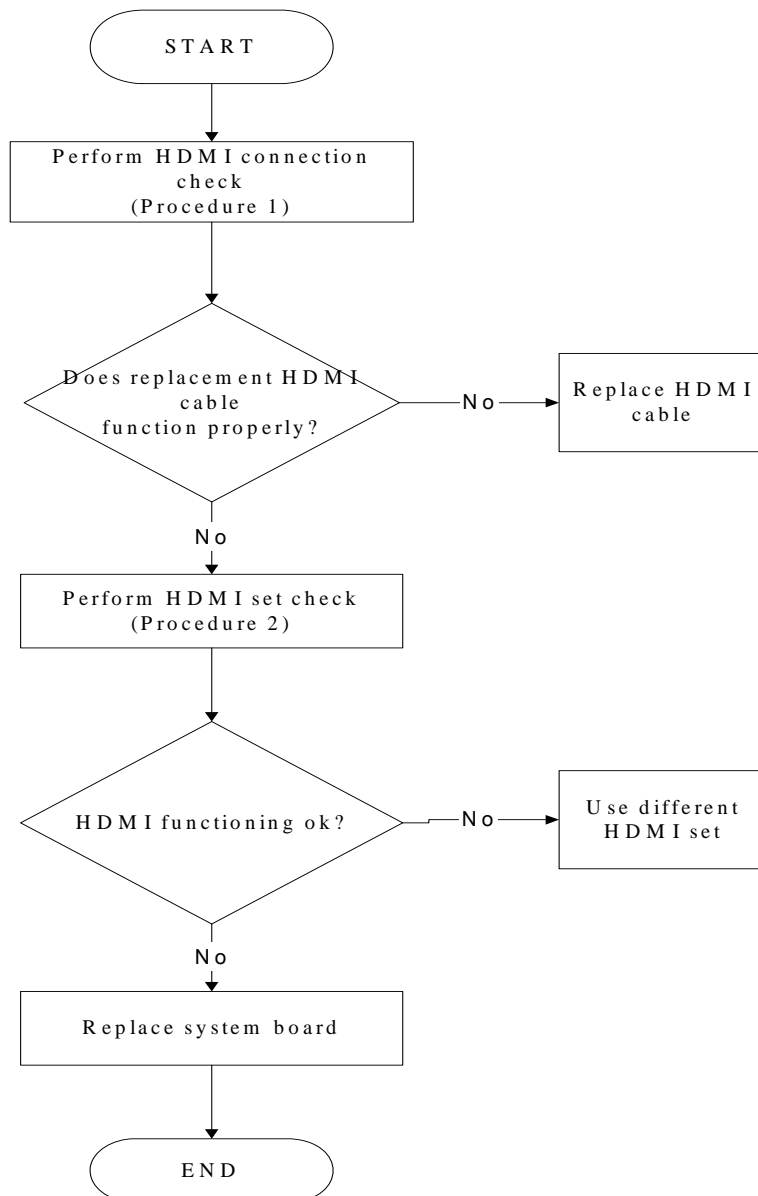 START
Perform HDMI connection
check
(Procedure 1)
Does replacement HDMI
cable
function properly?
No
Replace HDMI
cable
No
Perform HDMI set check
(Procedure 2)
HDMI functioning ok?
No
Use different
HDMI set
No
Replace system board
END